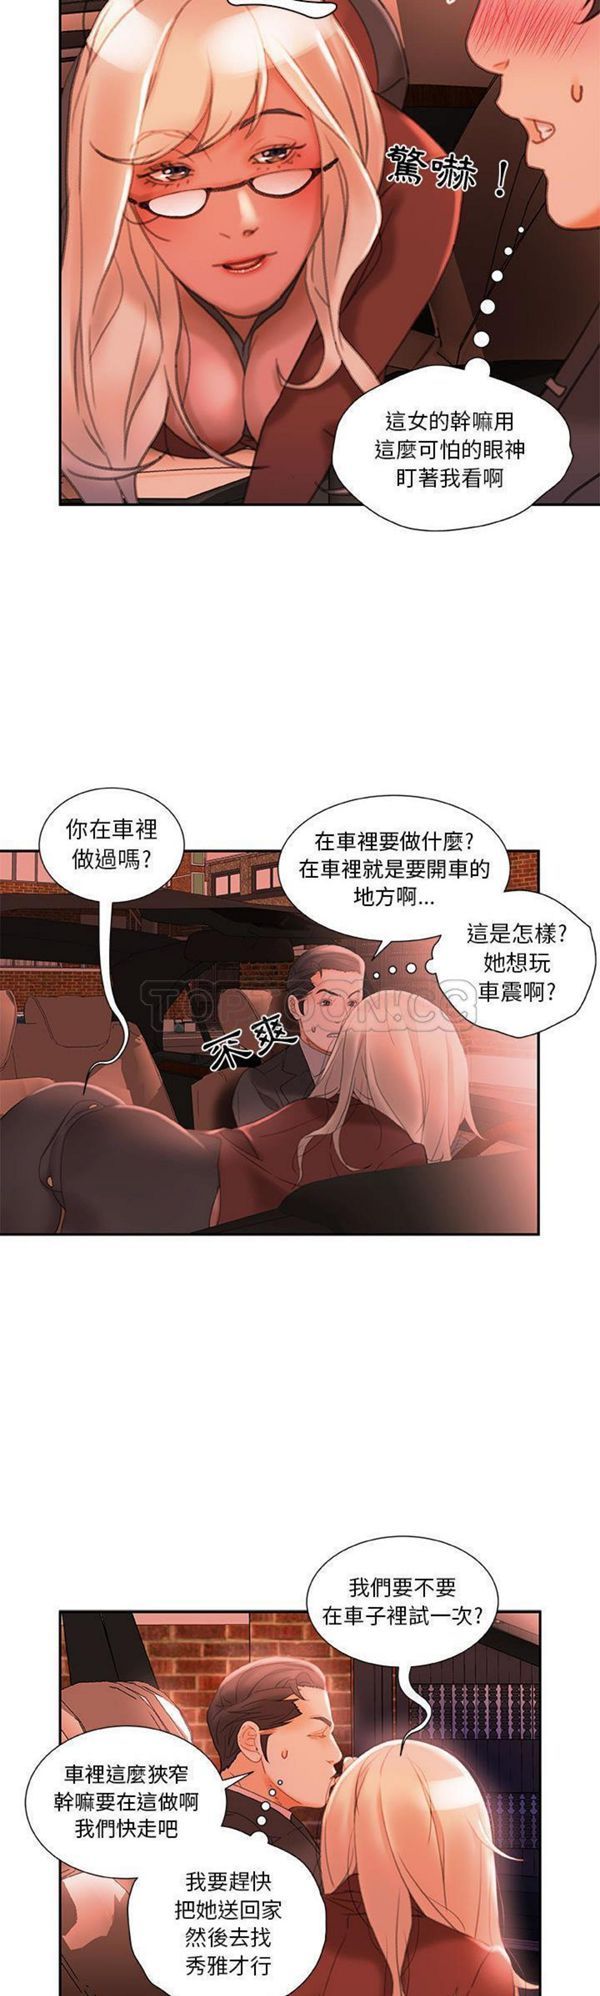 驚嚇！
這女的幹嘛用
這麼可怕的眼神
盯著我看啊
你在車裡
做過嗎?
在車裡要做什麼?
在車裡就是要開車的
地方啊...
這是怎樣?
她想玩
車震啊?
TOPTOON.CC
不爽
我們要不要
在車子裡試一次?
車裡這麼狹窄
幹嘛要在這做啊
我們快走吧
我要趕快
把她送回家
然後去找
秀雅才行